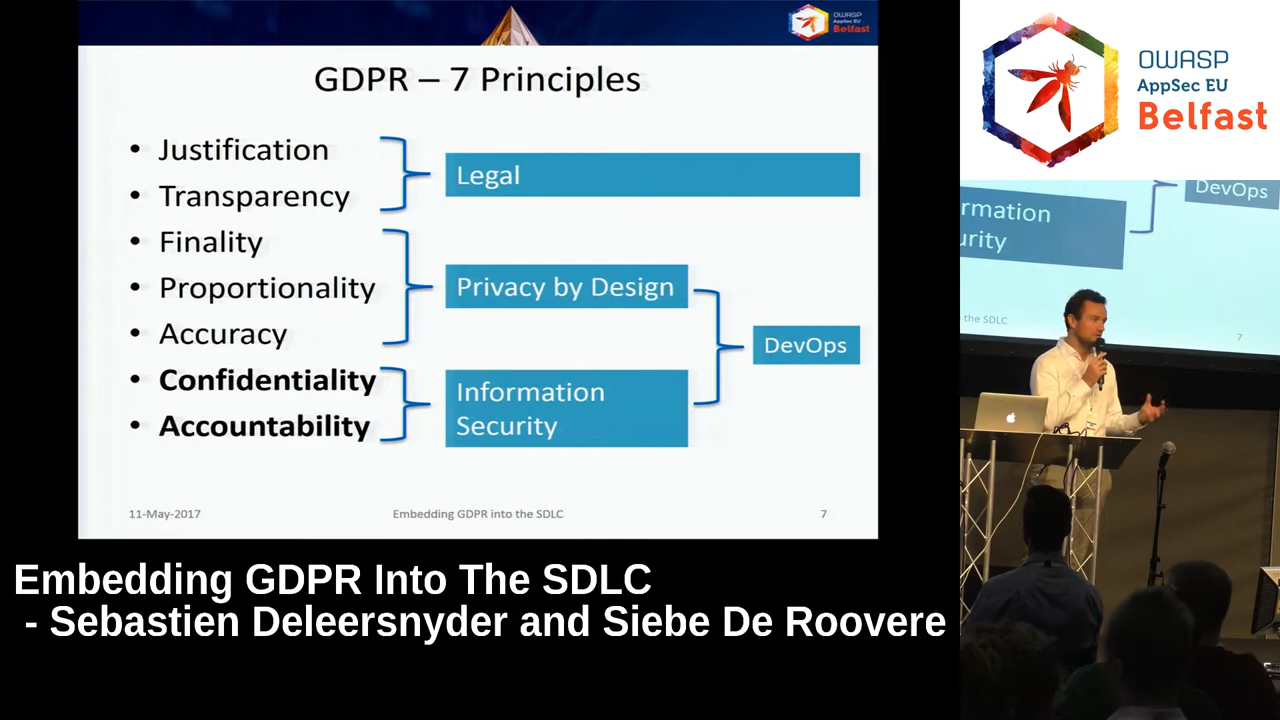 OWASP
AppSec EU
Belfast
GDPR – 7 Principles
• Justification
• Transparency
• Finality
• Proportionality
• Accuracy
• Confidentiality
• Accountability
Legal
Privacy by Design
Information
Security
DevOps
11-May-2017
Embedding GDPR into the SDLC
7
Embedding GDPR Into The SDLC
- Sebastien Deleersnyder and Siebe De Roovere
OWASP
AppSec EU
Belfast
DevOps
rmation
urity
the SDLC
7